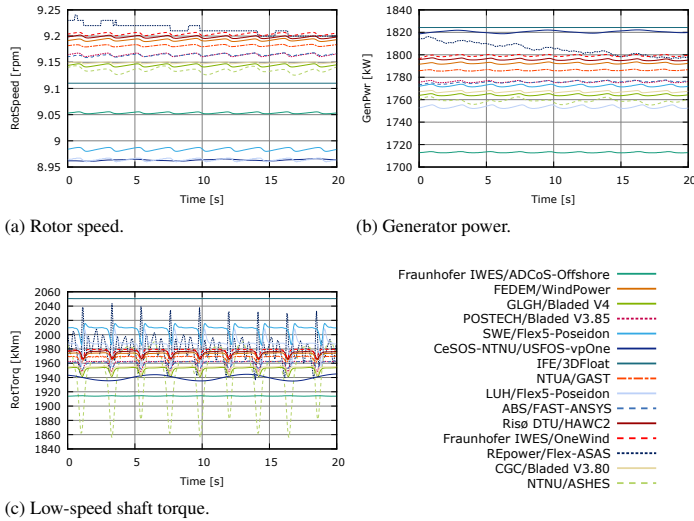 9.25
9.2
9.15
9.1
9.05
9
8.95
RotSpeed [rpm]
0 5 10 15 20
Time [s]
(a) Rotor speed.
1840
1820
1800
1780
1760
1740
1720
1700
GenPwr [kW]
0 5 10 15 20
Time [s]
(b) Generator power.
2060
2040
2020
2000
1980
1960
1940
1920
1900
1880
1860
1840
RotTorq [kNm]
0 5 10 15 20
Time [s]
(c) Low-speed shaft torque.
Fraunhofer IWES/ADCoS-Offshore
FEDEM/WindPower
GLGH/Bladed V4
POSTECH/Bladed V3.85
SWE/Flex5-Poseidon
CeSOS-NTNU/USFOS-vpOne
IFE/3DFloat
NTUA/GAST
LUH/Flex5-Poseidon
ABS/FAST-ANSYS
Risø DTU/HAWC2
Fraunhofer IWES/OneWind
REpower/Flex-ASAS
CGC/Bladed V3.80
NTNU/ASHES